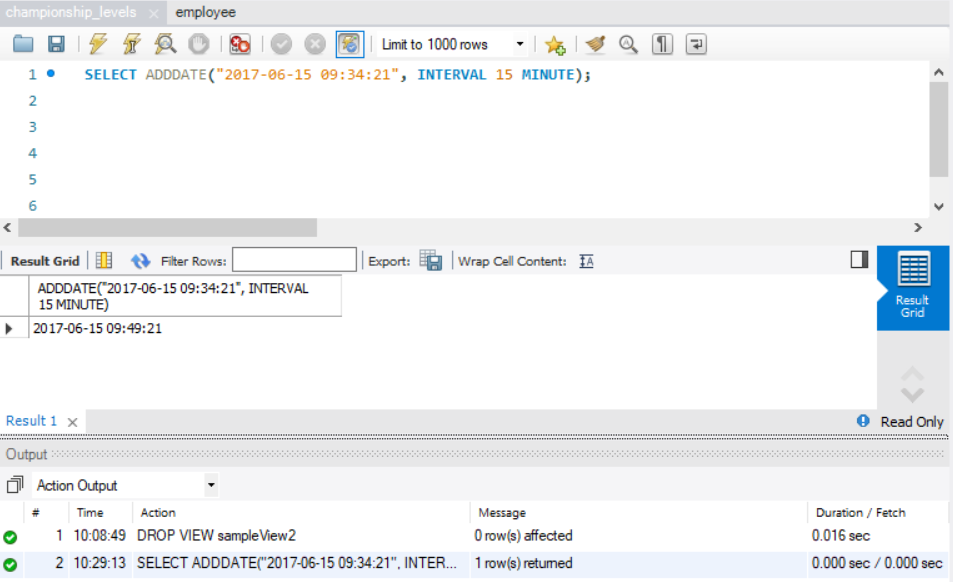 championship_levels employee
Limit to 1000 rows
1 SELECT ADDDATE("2017-06-15 09:34:21", INTERVAL 15 MINUTE);
2
3
4
5
6
Result Grid Filter Rows: Export: Wrap Cell Content: IA
ADDDATE("2017-06-15 09:34:21", INTERVAL
15 MINUTE)
2017-06-15 09:49:21
Result
Grid
Result 1 Read Only
Output
Action Output
# Time Action Message Duration / Fetch
1 10:08:49 DROP VIEW sampleView2 0 row(s) affected 0.016 sec
2 10:29:13 SELECT ADDDATE("2017-06-15 09:34:21", INTER... 1 row(s) returned 0.000 sec / 0.000 sec